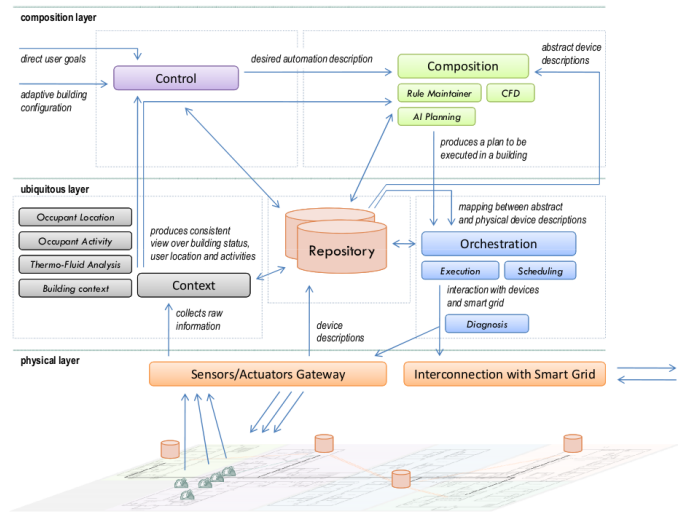 composition layer
direct user goals
Control
desired automation description
Composition
abstract device
descriptions
adaptive building
configuration
Rule Maintainer
CFD
AI Planning
produces a plan to be
executed in a building
ubiquitous layer
Occupant Location
Occupant Activity
Thermo-Fluid Analysis
Building context
produces consistent
view over building status,
user location and activities
Context
Repository
mapping between abstract
and physical device descriptions
Orchestration
Execution
Scheduling
interaction with devices
and smart grid
Diagnosis
collects raw
information
device
descriptions
physical layer
Sensors/Actuators Gateway
Interconnection with Smart Grid